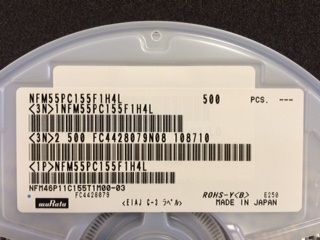 NFM55PC155F1H4L 500 PCS. ---
<3N>1NFM55PC155F1H4L
<3N>2 500 FC4428079N08 108710
<1P>NFM55PC155F1H4L
NFM46P11C155T1M00-03
FC4428079 ROHS-Y<B> E250
muRata <EIAJ C-3 ラベル> MADE IN JAPAN